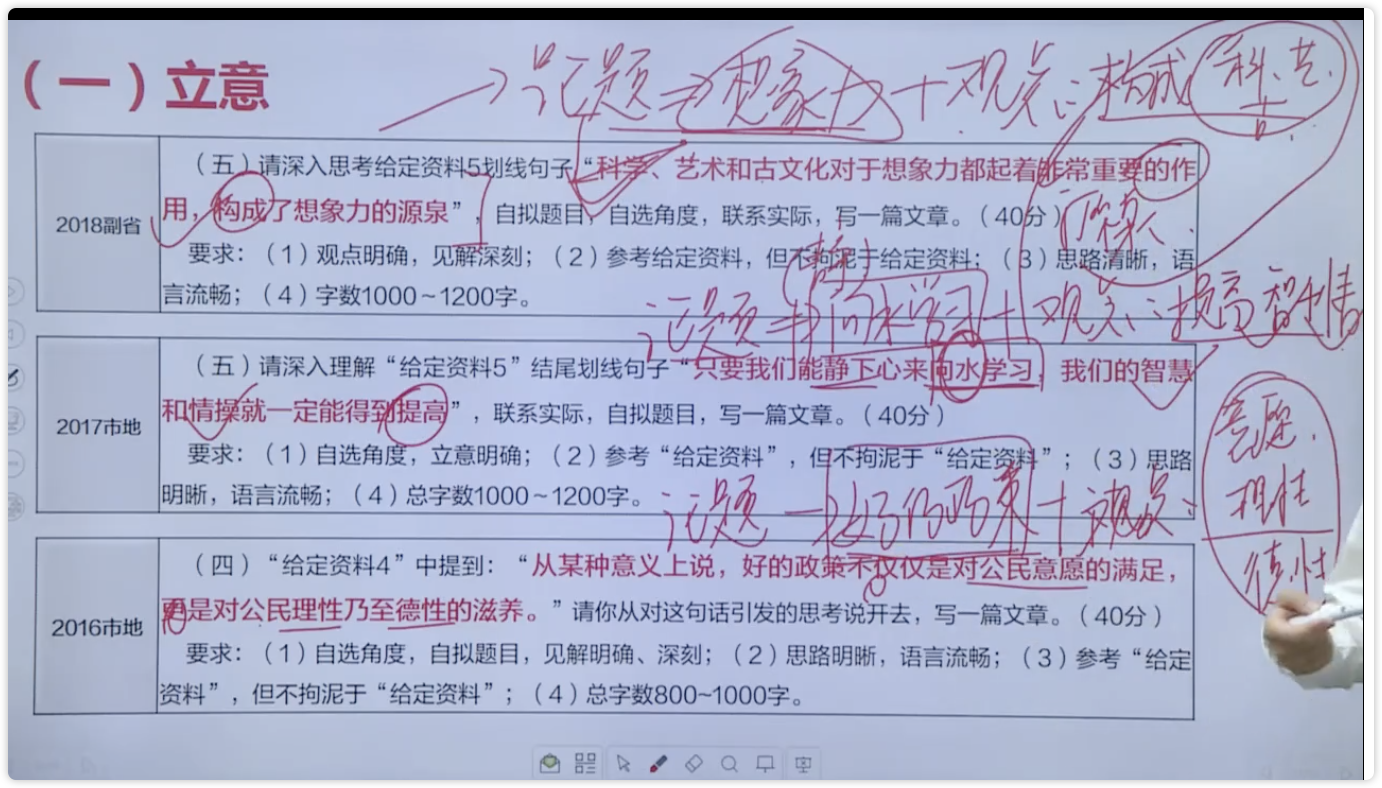 （一）立意
→议题⇒想象力+观点：构成 科、艺、古
2018副省
（五）请深入思考给定资料5划线句子“科学、艺术和古文化对于想象力都起着非常重要的作
用，构成了想象力的源泉”，自拟题目，自选角度，联系实际，写一篇文章。（40分）
要求：（1）观点明确，见解深刻；（2）参考给定资料，但不拘泥于给定资料；（3）思路清晰，语
言流畅；（4）字数1000～1200字。
议题⇒向水学习+观点：提高智慧情
2017市地
（五）请深入理解“给定资料5”结尾划线句子“只要我们能静下心来向水学习，我们的智慧
和情操就一定能得到提高”，联系实际，自拟题目，写一篇文章。（40分）
要求：（1）自选角度，立意明确；（2）参考“给定资料”，但不拘泥于“给定资料”；（3）思路
明晰，语言流畅；（4）总字数1000～1200字。
议题→好的政策+观点：
意愿、
理性
德性
2016市地
（四）“给定资料4”中提到：“从某种意义上说，好的政策不仅仅是对公民意愿的满足，
更是对公民理性乃至德性的滋养。”请你从对这句话引发的思考说开去，写一篇文章。（40分）
要求：（1）自选角度，自拟题目，见解明确、深刻；（2）思路明晰，语言流畅；（3）参考“给定
资料”，但不拘泥于“给定资料”；（4）总字数800~1000字。